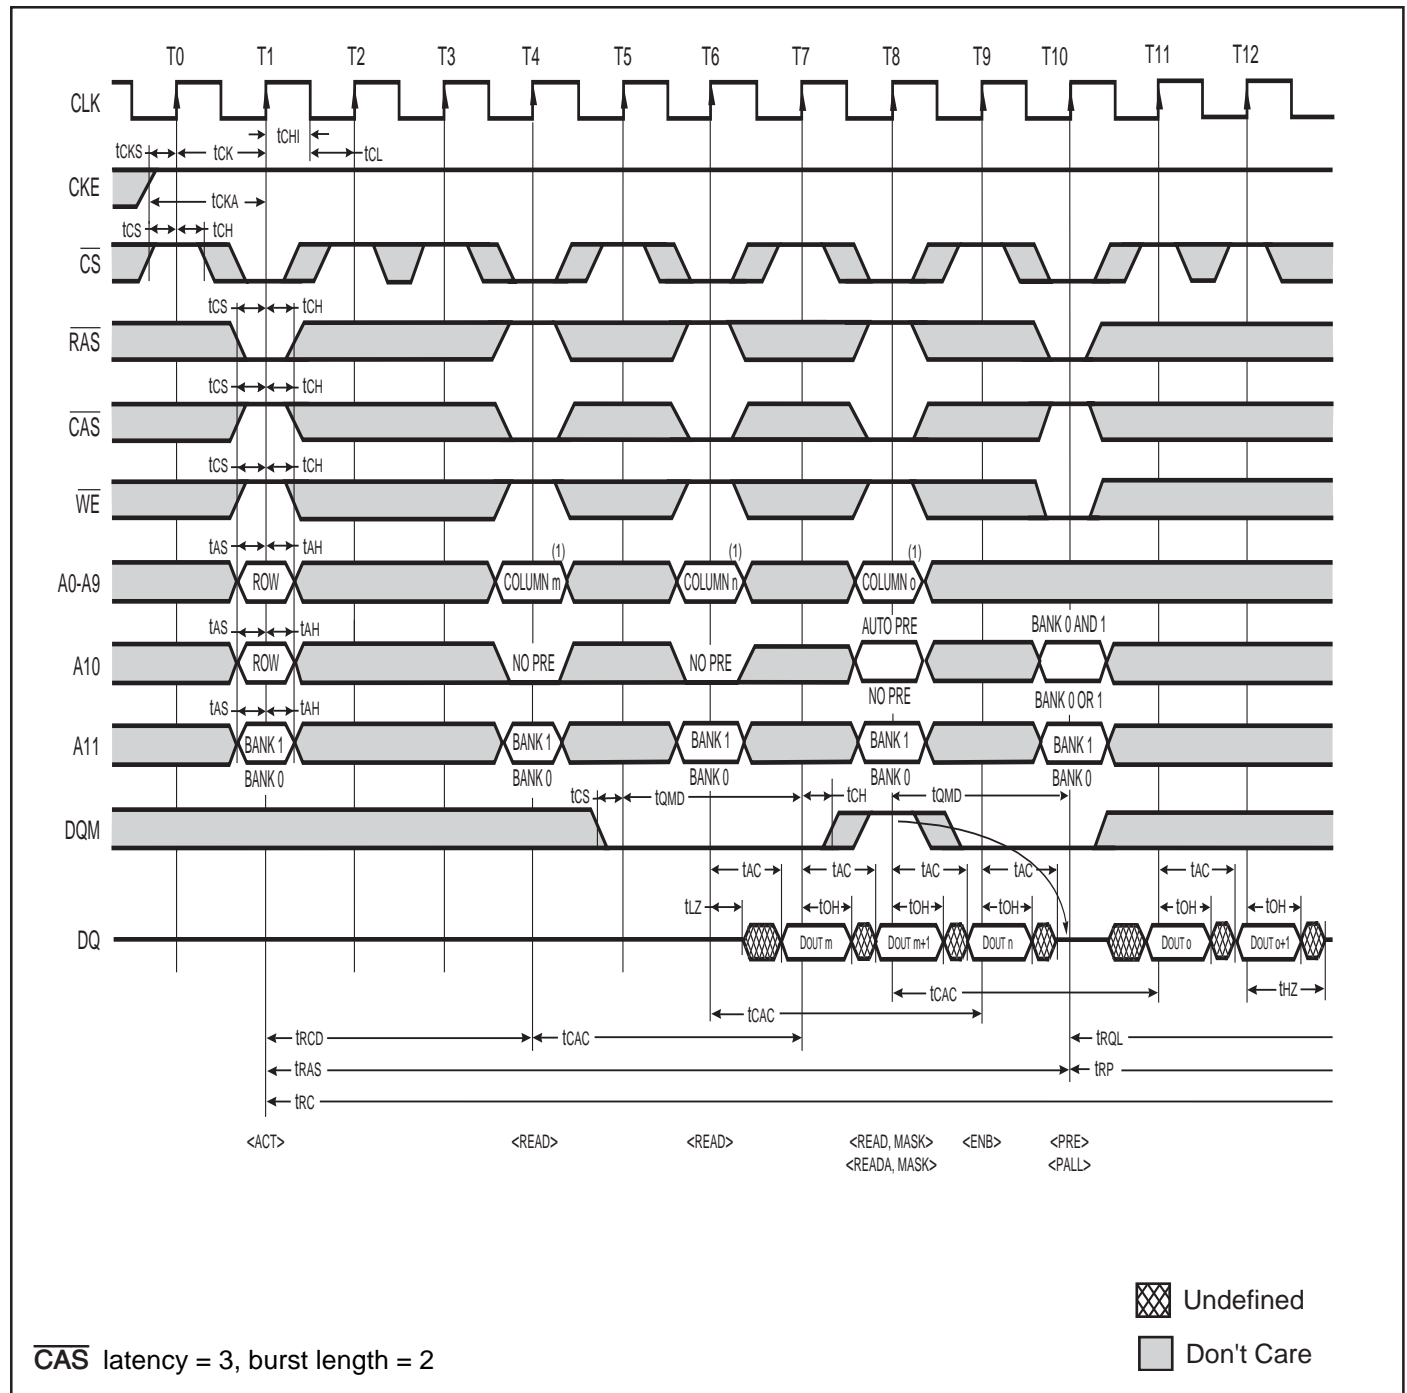 T0 T1 T2 T3 T4 T5 T6 T7 T8 T9 T10 T11 T12
CLK
tCHI
tCKS tCK tCL
CKE
tCKA
tCS tCH
CS
tCS tCH
RAS
tCS tCH
CAS
tCS tCH
WE
tAS tAH (1) (1) (1)
A0-A9 ROW COLUMN m COLUMN n COLUMN o
tAS tAH AUTO PRE BANK 0 AND 1
A10 ROW NO PRE NO PRE
NO PRE BANK 0 OR 1
tAS tAH
A11 BANK 1 BANK 1 BANK 1 BANK 1 BANK 1
BANK 0 BANK 0 BANK 0 BANK 0 BANK 0
tCS tQMD tCH tQMD
DQM
tAC tAC tAC tAC tAC
tLZ tOH tOH tOH tOH tOH
DQ DOUT m DOUT m+1 DOUT n DOUT o DOUT o+1
tCAC tHZ
tCAC
tRCD tCAC tRQL
tRAS tRP
tRC
<ACT> <READ> <READ> <READ, MASK> <ENB> <PRE>
<READA, MASK> <PALL>
Undefined
Don't Care
CAS latency = 3, burst length = 2